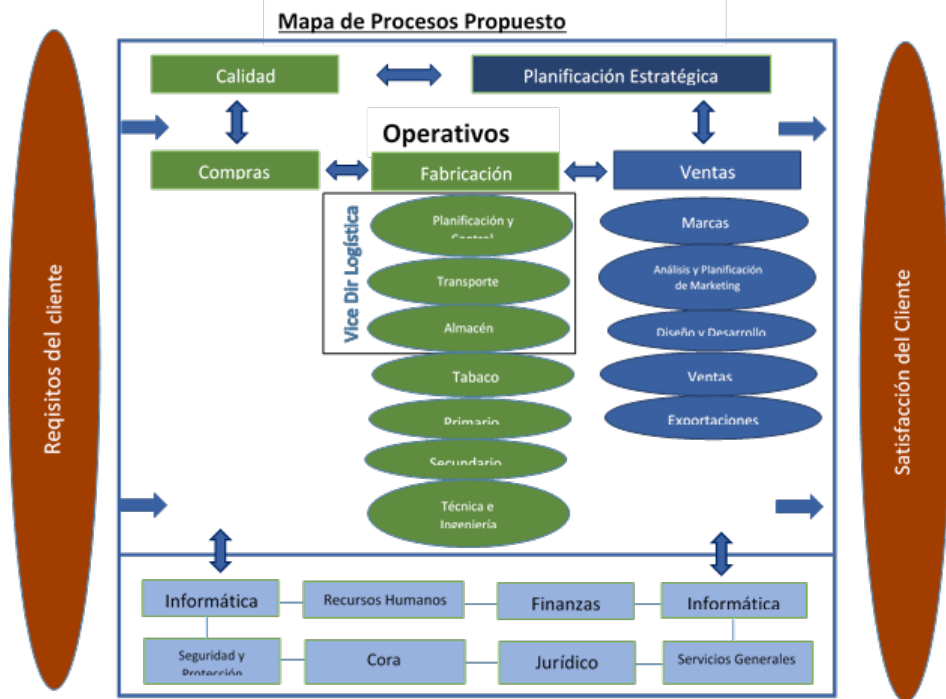 Mapa de Procesos Propuesto
Calidad
Planificación Estratégica
Operativos
Compras
Fabricación
Ventas
Vice Dir Logística
Planificación y
Control
Transporte
Almacén
Tabaco
Primario
Secundario
Técnica e
Ingeniería
Marcas
Análisis y Planificación
de Marketing
Diseño y Desarrollo
Ventas
Exportaciones
Reqisitos del cliente
Satisfacción del Cliente
Informática
Recursos Humanos
Finanzas
Informática
Seguridad y
Protección
Cora
Jurídico
Servicios Generales